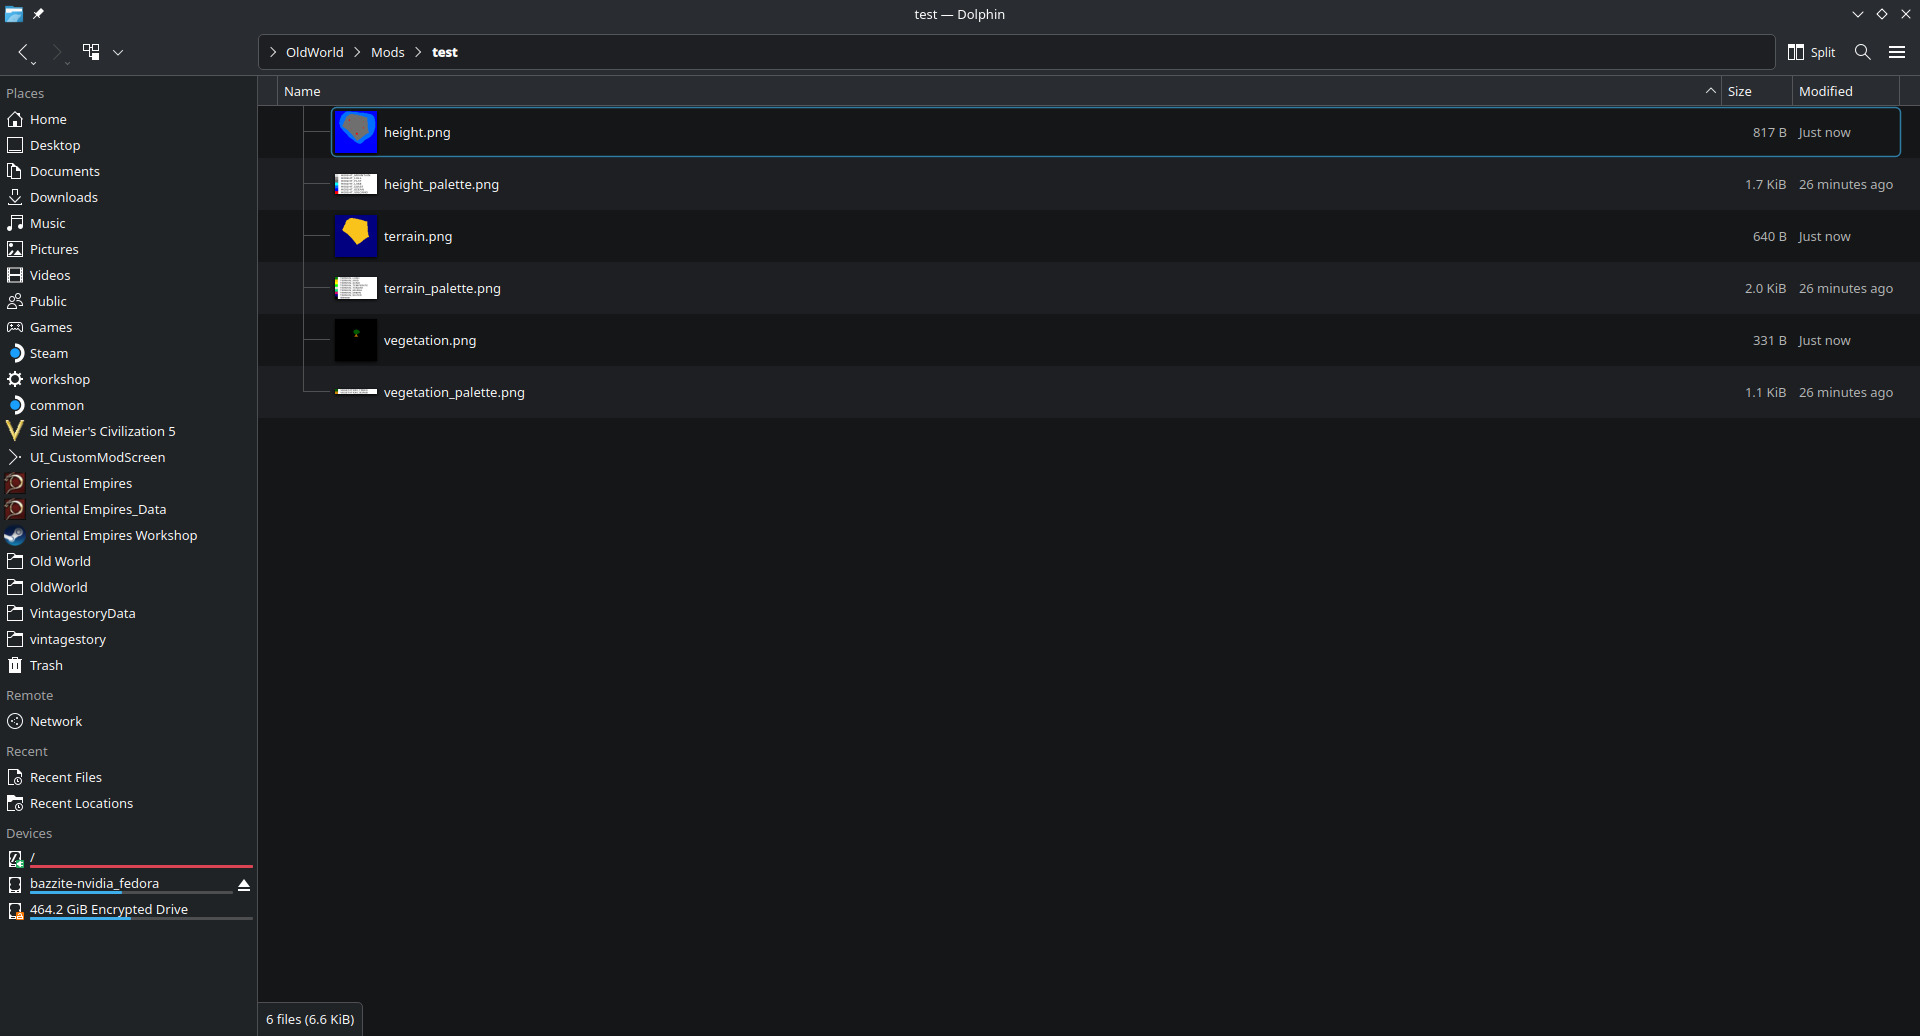 test — Dolphin
OldWorld Mods test
Split
Places
Home
Desktop
Documents
Downloads
Music
Pictures
Videos
Public
Games
Steam
workshop
common
Sid Meier's Civilization 5
UI_CustomModScreen
Oriental Empires
Oriental Empires_Data
Oriental Empires Workshop
Old World
OldWorld
VintagestoryData
vintagestory
Trash
Remote
Network
Recent
Recent Files
Recent Locations
Devices
/
bazzite-nvidia_fedora
464.2 GiB Encrypted Drive
Name Size Modified
height.png 817 B Just now
height_palette.png 1.7 KiB 26 minutes ago
terrain.png 640 B Just now
terrain_palette.png 2.0 KiB 26 minutes ago
vegetation.png 331 B Just now
vegetation_palette.png 1.1 KiB 26 minutes ago
6 files (6.6 KiB)